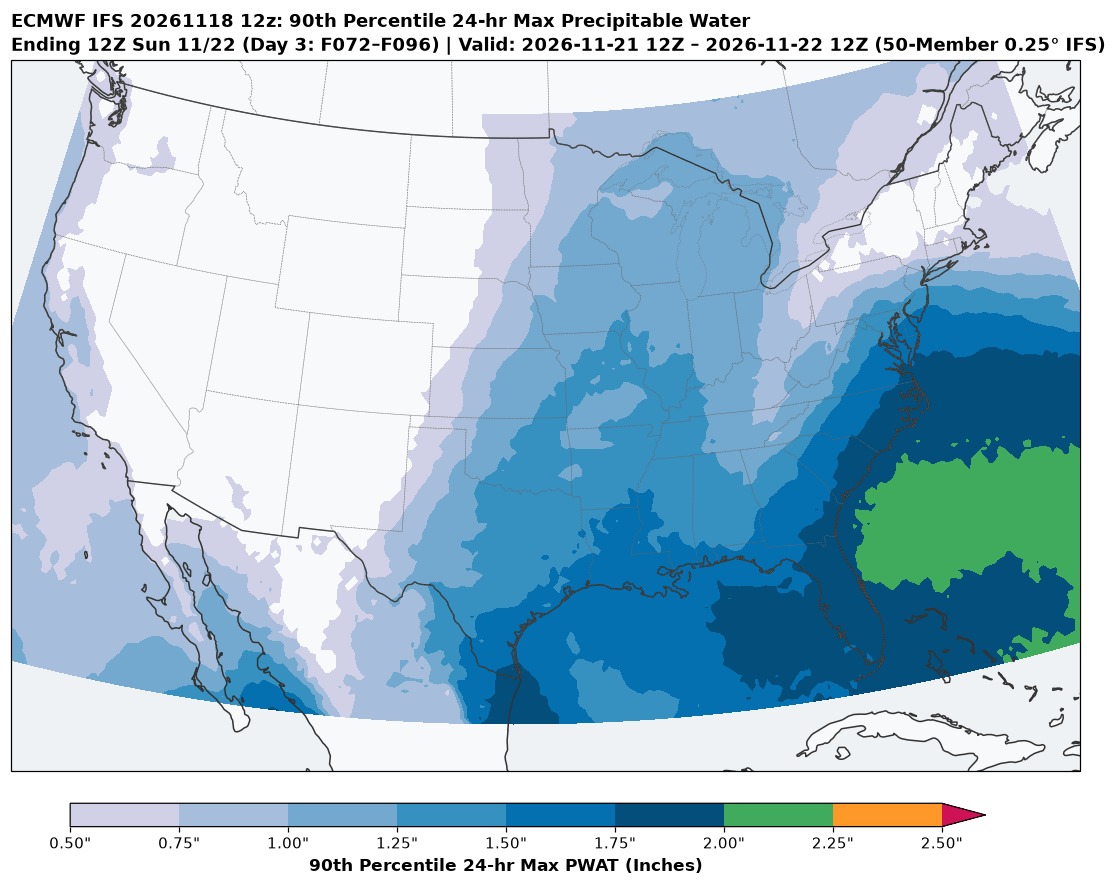 ECMWF IFS 20261118 12z: 90th Percentile 24-hr Max Precipitable Water
Ending 12Z Sun 11/22 (Day 3: F072–F096) | Valid: 2026-11-21 12Z – 2026-11-22 12Z (50-Member 0.25° IFS)
0.50" 0.75" 1.00" 1.25" 1.50" 1.75" 2.00" 2.25" 2.50"
90th Percentile 24-hr Max PWAT (Inches)